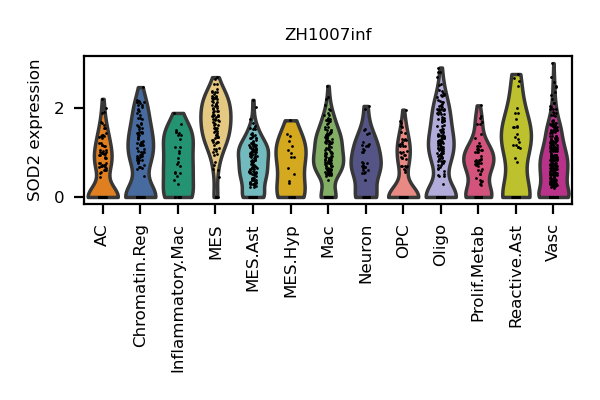 ZH1007inf
SOD2 expression
2
0
AC
Chromatin.Reg
Inflammatory.Mac
MES
MES.Ast
MES.Hyp
Mac
Neuron
OPC
Oligo
Prolif.Metab
Reactive.Ast
Vasc